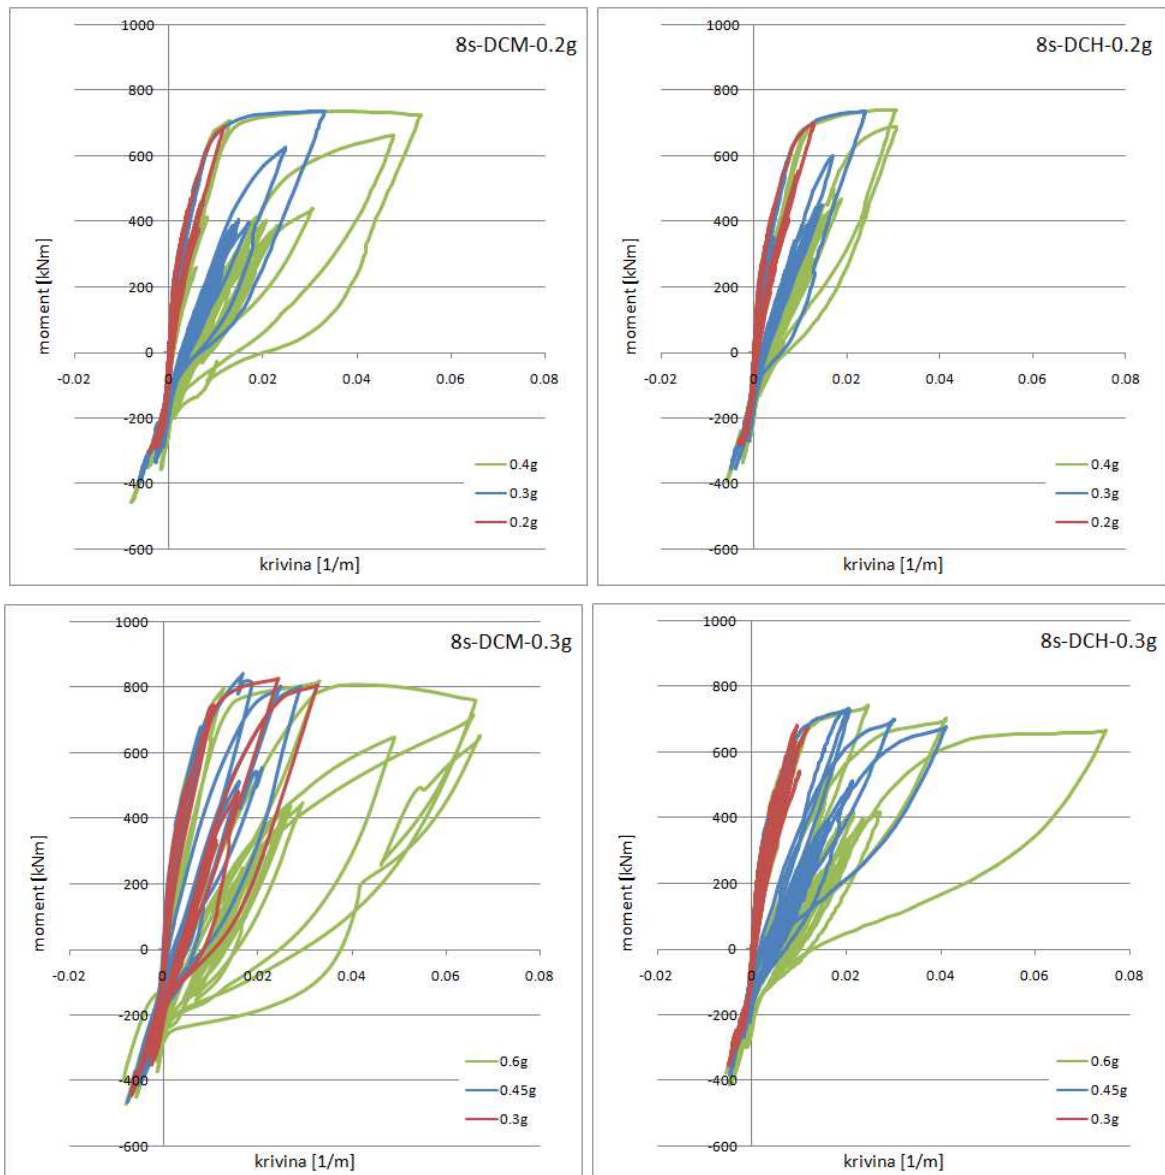 8s-DCM-0.2g
1000
800
600
400
200
0
-200
-400
-600
-0.02
0
0.02
0.04
0.06
0.08
moment [kNm]
krivina [1/m]
0.4g
0.3g
0.2g
8s-DCH-0.2g
1000
800
600
400
200
0
-200
-400
-600
-0.02
0
0.02
0.04
0.06
0.08
moment [kNm]
krivina [1/m]
0.4g
0.3g
0.2g
8s-DCM-0.3g
1000
800
600
400
200
0
-200
-400
-600
-0.02
0
0.02
0.04
0.06
0.08
moment [kNm]
krivina [1/m]
0.6g
0.45g
0.3g
8s-DCH-0.3g
1000
800
600
400
200
0
-200
-400
-600
-0.02
0
0.02
0.04
0.06
0.08
moment [kNm]
krivina [1/m]
0.6g
0.45g
0.3g